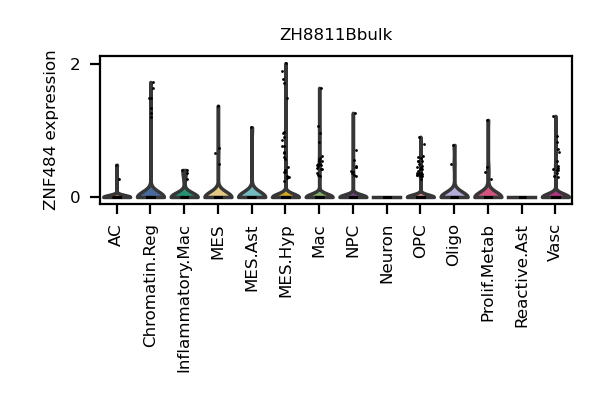 ZH8811Bbulk
ZNF484 expression
2
0
AC
Chromatin.Reg
Inflammatory.Mac
MES
MES.Ast
MES.Hyp
Mac
NPC
Neuron
OPC
Oligo
Prolif.Metab
Reactive.Ast
Vasc